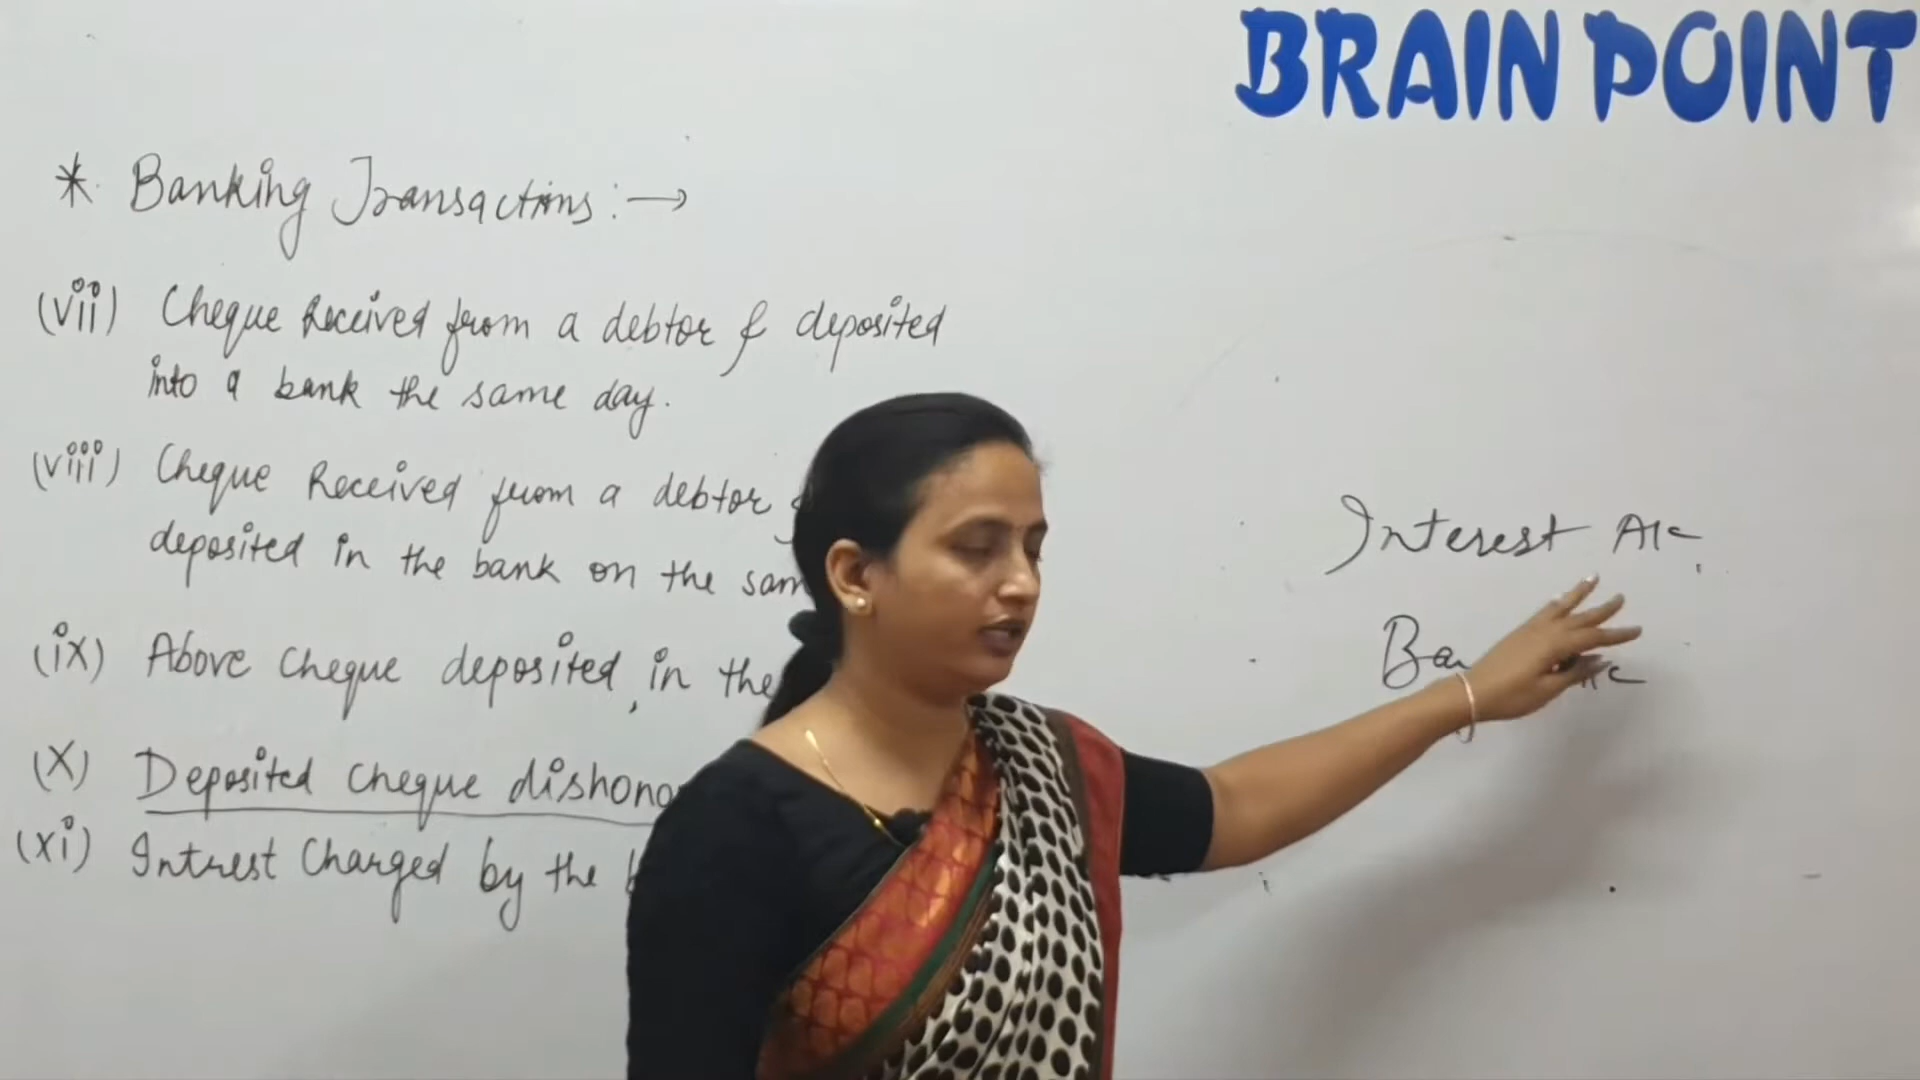 BRAIN POINT
* Banking Transactions :→
(vii) Cheque Received from a debtor & deposited
into a bank the same day.
(viii) Cheque Received from a debtor
deposited in the bank on the sam
(ix) Above cheque deposited in the
(x) Deposited cheque dishono
(xi) Intrest Charged by the b
Interest A/c
Ba A/c